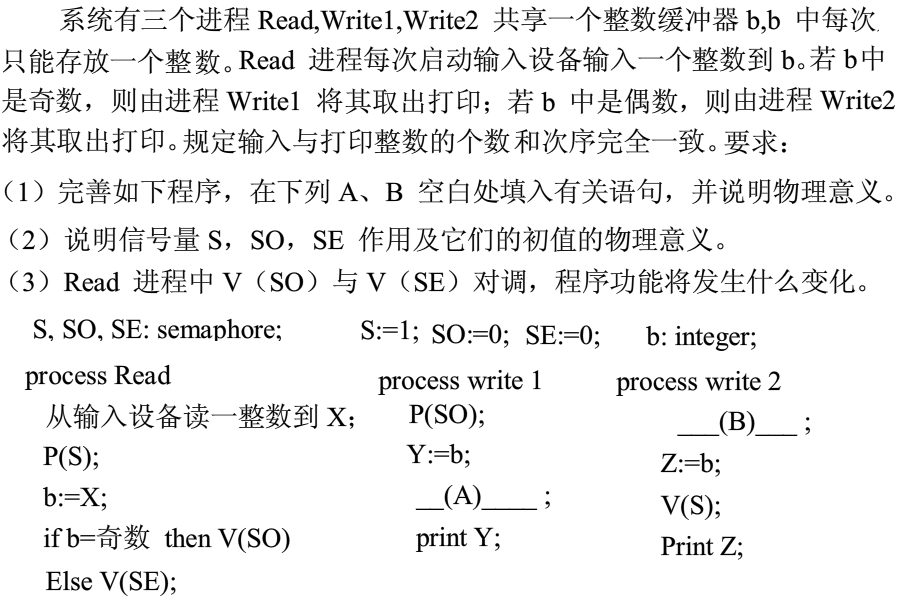 系统有三个进程 Read,Write1,Write2 共享一个整数缓冲器 b,b 中每次
只能存放一个整数。Read 进程每次启动输入设备输入一个整数到 b。若 b中
是奇数，则由进程 Write1 将其取出打印；若 b 中是偶数，则由进程 Write2
将其取出打印。规定输入与打印整数的个数和次序完全一致。要求：
（1）完善如下程序，在下列 A、B 空白处填入有关语句，并说明物理意义。
（2）说明信号量 S，SO，SE 作用及它们的初值的物理意义。
（3）Read 进程中 V（SO）与 V（SE）对调，程序功能将发生什么变化。
S, SO, SE: semaphore; S:=1; SO:=0; SE:=0; b: integer;
process Read
从输入设备读一整数到 X；
P(S);
b:=X;
if b=奇数 then V(SO)
Else V(SE);
process write 1
P(SO);
Y:=b;
__(A)____ ;
print Y;
process write 2
___(B)___ ;
Z:=b;
V(S);
Print Z;